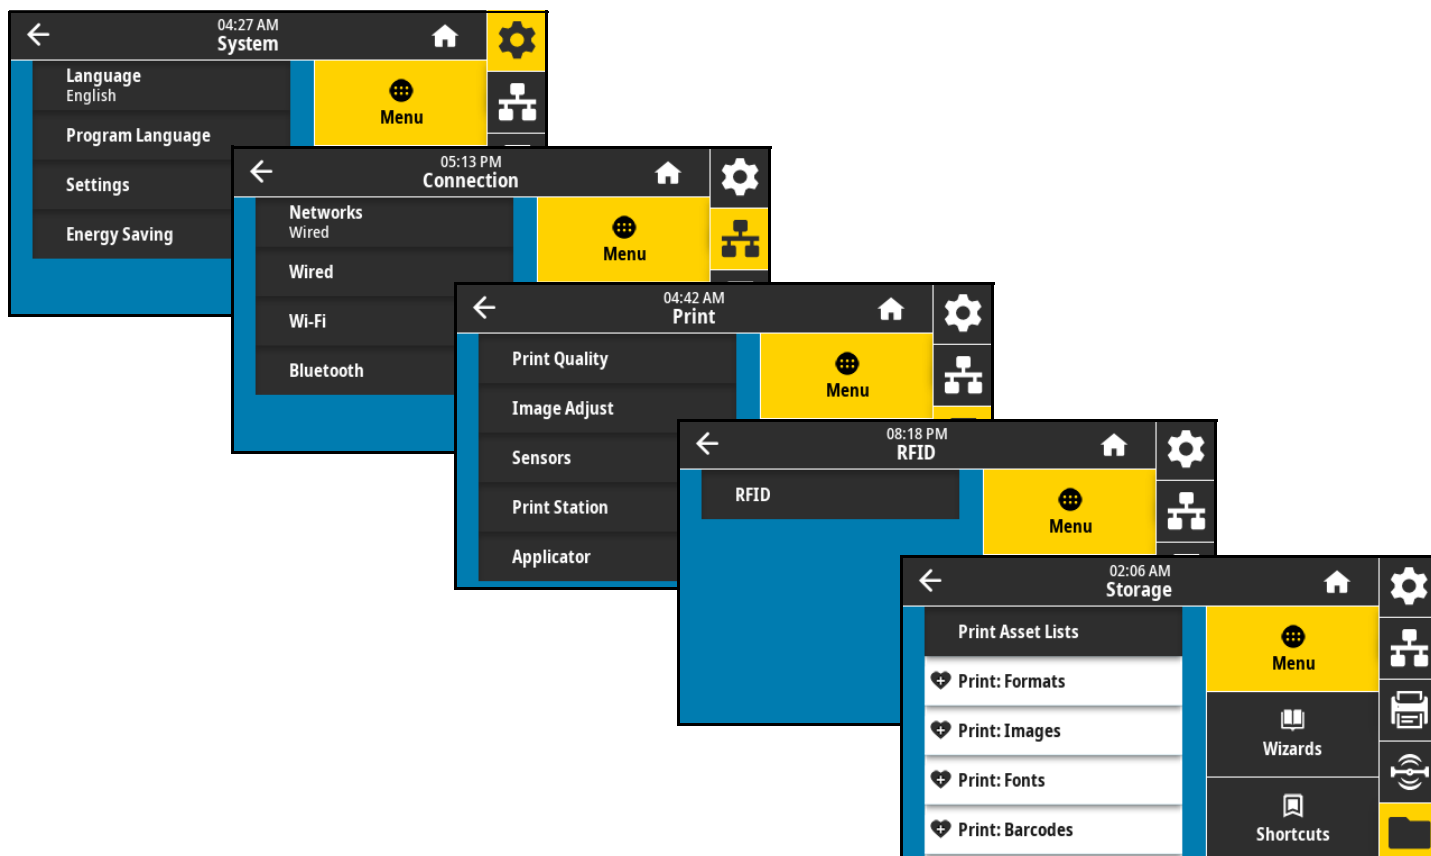 04:27 AM
System
Language
English
Program Language
Settings
Energy Saving
Menu
05:13 PM
Connection
Networks
Wired
Wired
Wi-Fi
Bluetooth
Menu
04:42 AM
Print
Print Quality
Image Adjust
Sensors
Print Station
Applicator
Menu
08:18 PM
RFID
RFID
Menu
02:06 AM
Storage
Print Asset Lists
Print: Formats
Print: Images
Print: Fonts
Print: Barcodes
Menu
Wizards
Shortcuts